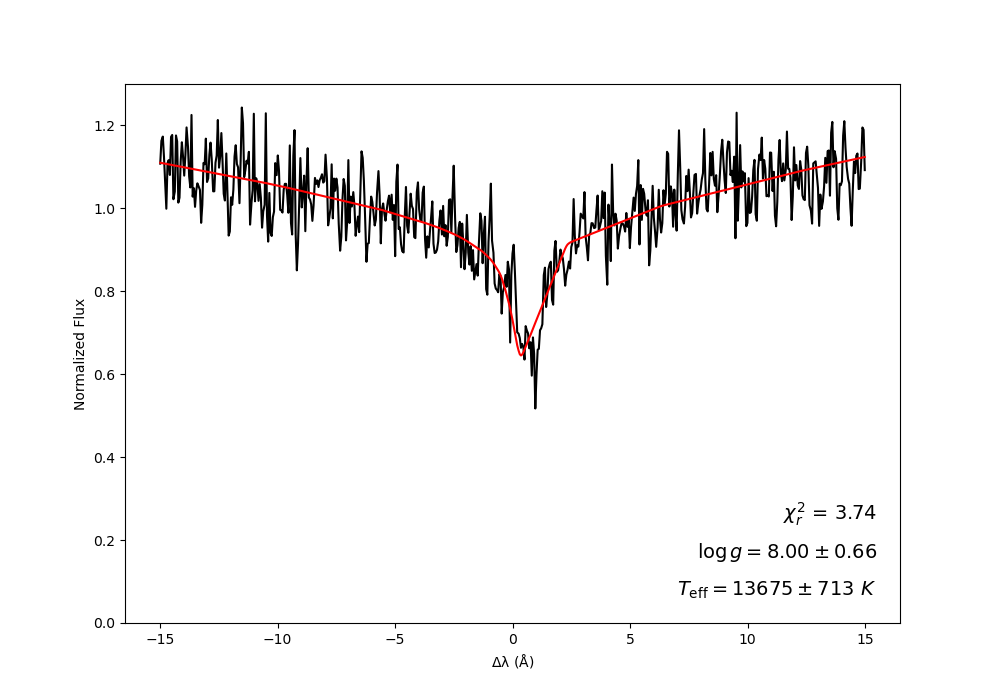 1.2
1.0
0.8
0.6
0.4
0.2
0.0
Normalized Flux
χ²ᵣ = 3.74
log g = 8.00 ± 0.66
T_eff = 13675 ± 713 K
−15 −10 −5 0 5 10 15
Δλ (Å)